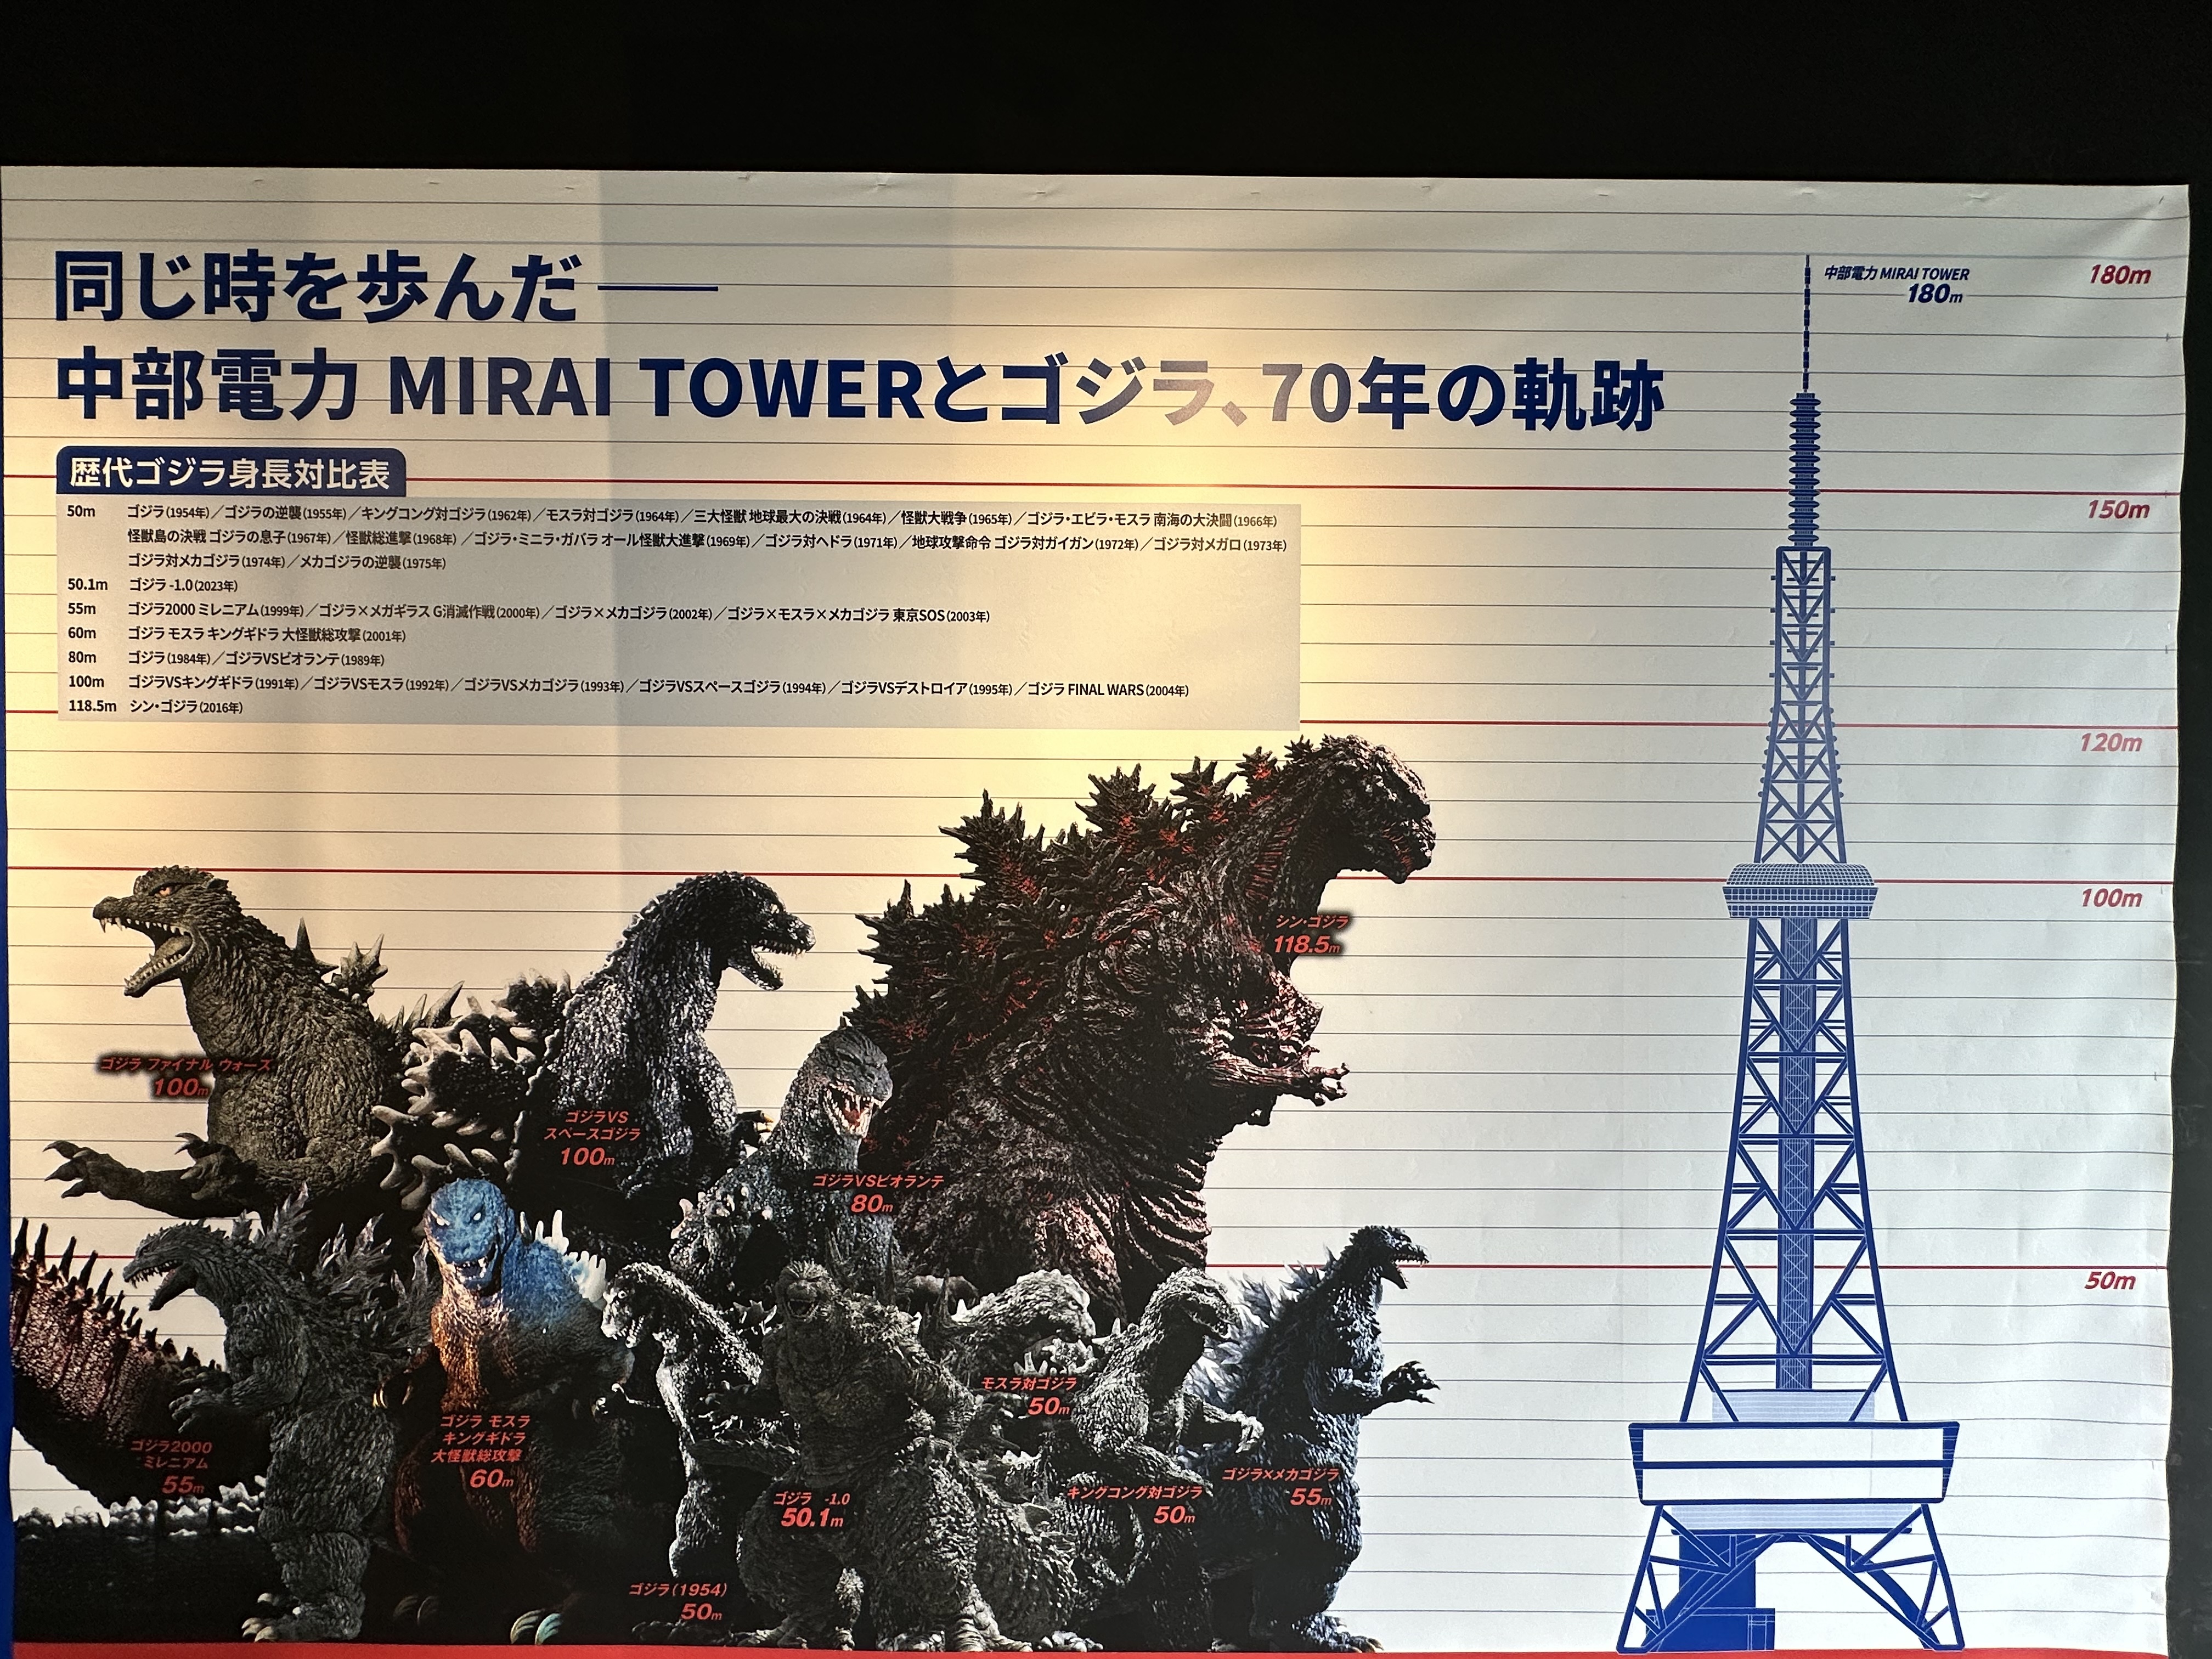 同じ時を歩んだ――
中部電力 MIRAI TOWERとゴジラ、70年の軌跡
歴代ゴジラ身長対比表
50m ゴジラ(1954年)／ゴジラの逆襲(1955年)／キングコング対ゴジラ(1962年)／モスラ対ゴジラ(1964年)／三大怪獣 地球最大の決戦(1964年)／怪獣大戦争(1965年)／ゴジラ・エビラ・モスラ 南海の大決闘(1966年)
怪獣島の決戦 ゴジラの息子(1967年)／怪獣総進撃(1968年)／ゴジラ・ミニラ・ガバラ オール怪獣大進撃(1969年)／ゴジラ対ヘドラ(1971年)／地球攻撃命令 ゴジラ対ガイガン(1972年)／ゴジラ対メガロ(1973年)
ゴジラ対メカゴジラ(1974年)／メカゴジラの逆襲(1975年)
50.1m ゴジラ -1.0(2023年)
55m ゴジラ2000 ミレニアム(1999年)／ゴジラ×メガギラス G消滅作戦(2000年)／ゴジラ×メカゴジラ(2002年)／ゴジラ×モスラ×メカゴジラ 東京SOS(2003年)
60m ゴジラ モスラ キングギドラ 大怪獣総攻撃(2001年)
80m ゴジラ(1984年)／ゴジラVSビオランテ(1989年)
100m ゴジラVSキングギドラ(1991年)／ゴジラVSモスラ(1992年)／ゴジラVSメカゴジラ(1993年)／ゴジラVSスペースゴジラ(1994年)／ゴジラVSデストロイア(1995年)／ゴジラ FINAL WARS(2004年)
118.5m シン・ゴジラ(2016年)
中部電力 MIRAI TOWER
180m
180m
150m
120m
100m
50m
シン・ゴジラ
118.5m
ゴジラ ファイナル ウォーズ
100m
ゴジラVS
スペースゴジラ
100m
ゴジラVSビオランテ
80m
ゴジラ2000
ミレニアム
55m
ゴジラ モスラ
キングギドラ
大怪獣総攻撃
60m
ゴジラ(1954)
50m
ゴジラ -1.0
50.1m
モスラ対ゴジラ
50m
キングコング対ゴジラ
50m
ゴジラ×メカゴジラ
55m